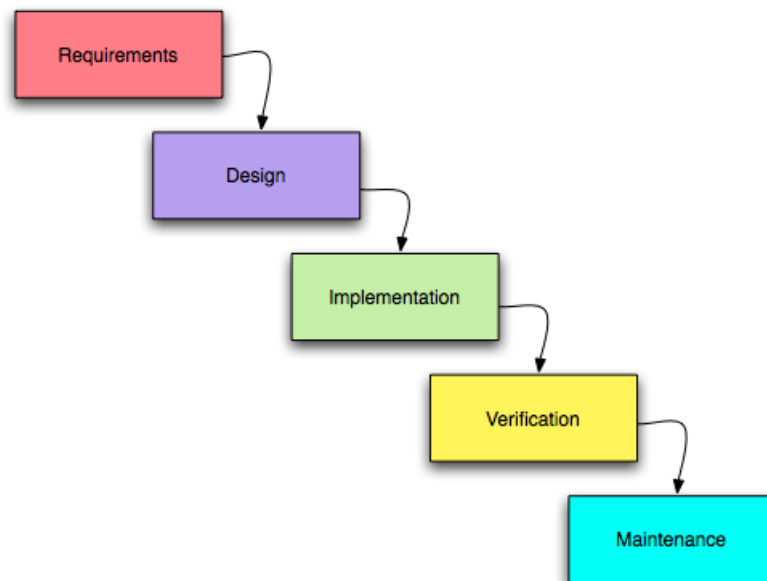 Requirements
Design
Implementation
Verification
Maintenance